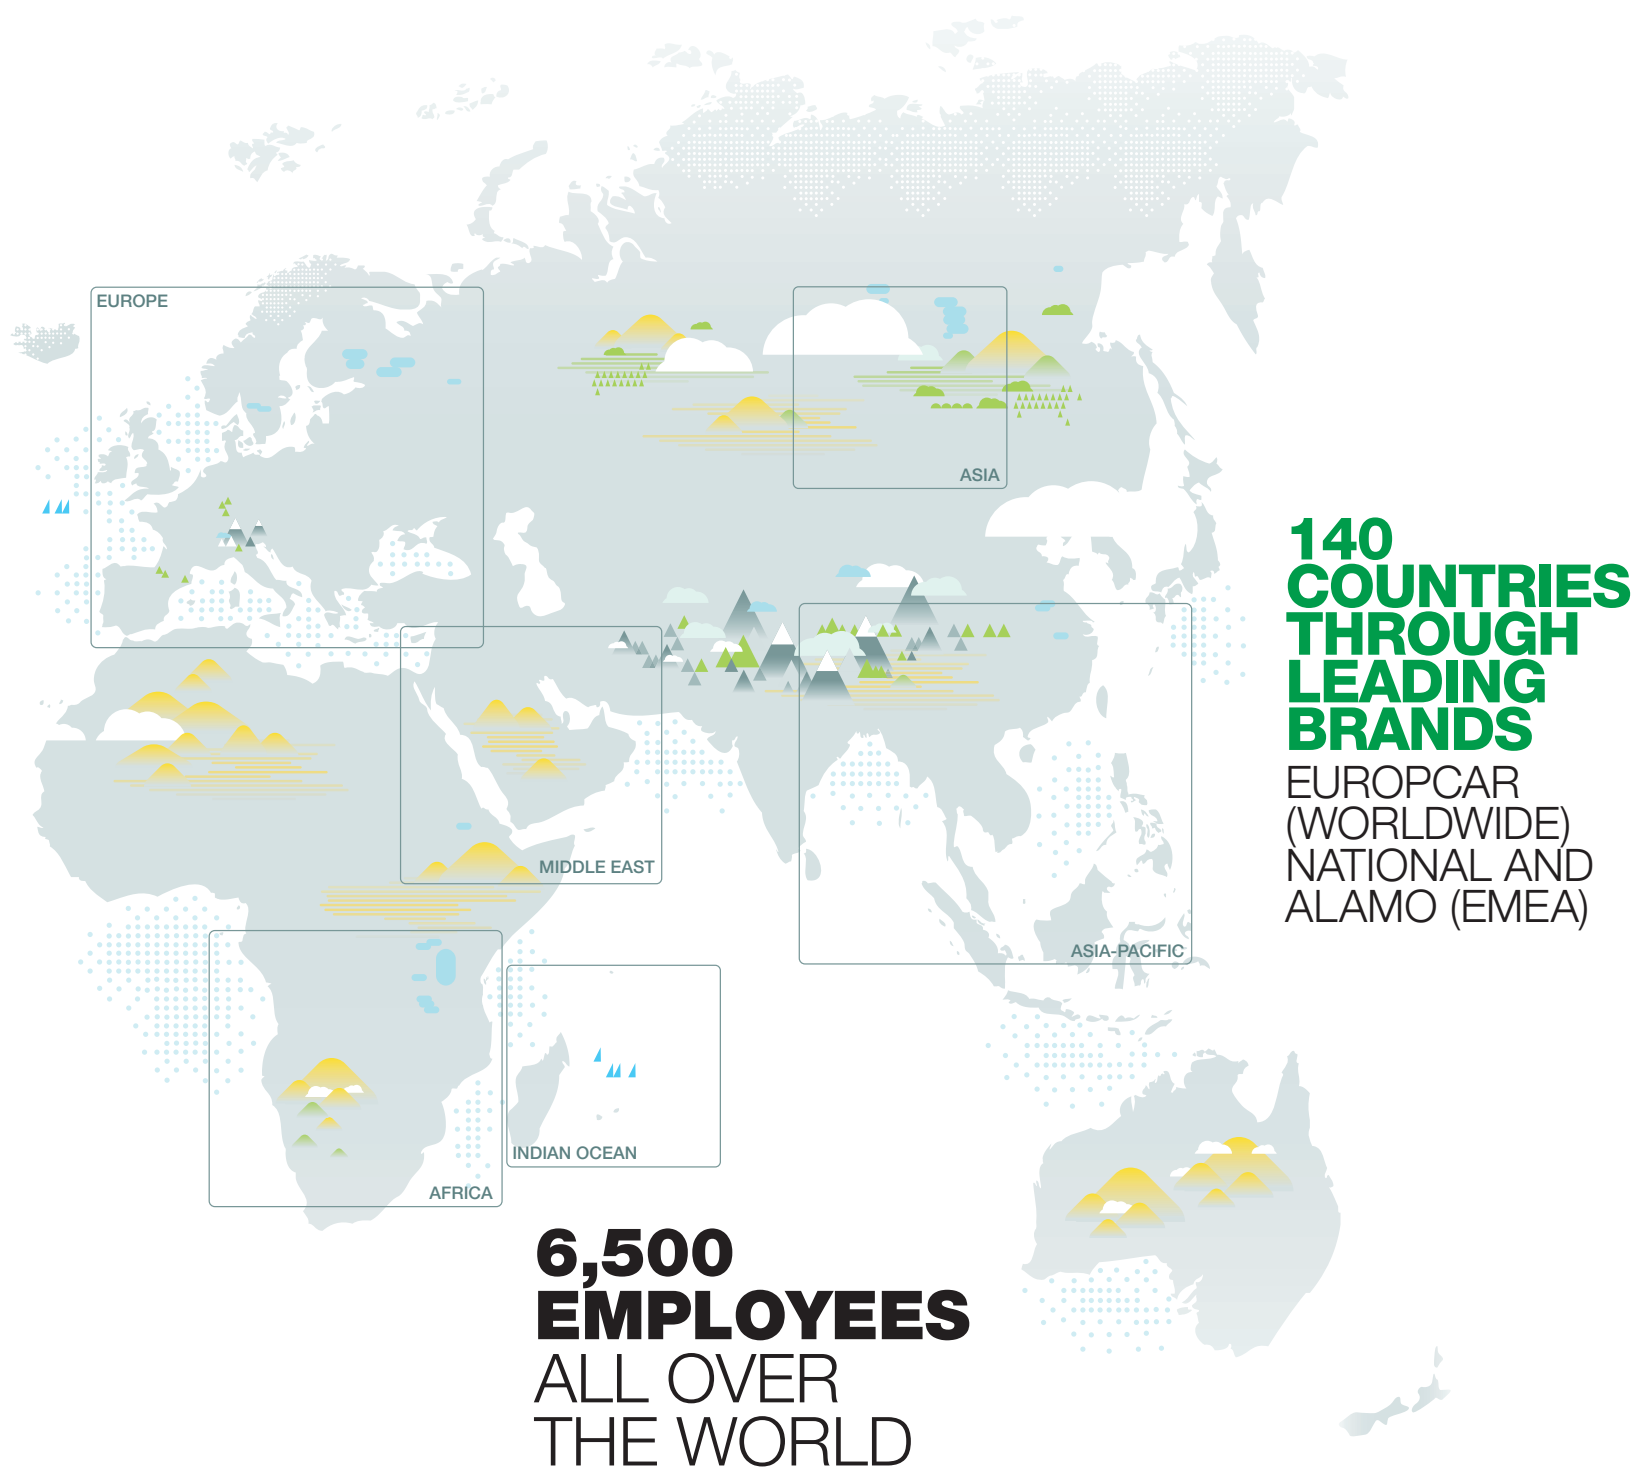 EUROPE
ASIA
140
COUNTRIES
THROUGH
LEADING
BRANDS
EUROPCAR
(WORLDWIDE)
NATIONAL AND
ALAMO (EMEA)
MIDDLE EAST
ASIA-PACIFIC
INDIAN OCEAN
AFRICA
6,500
EMPLOYEES
ALL OVER
THE WORLD